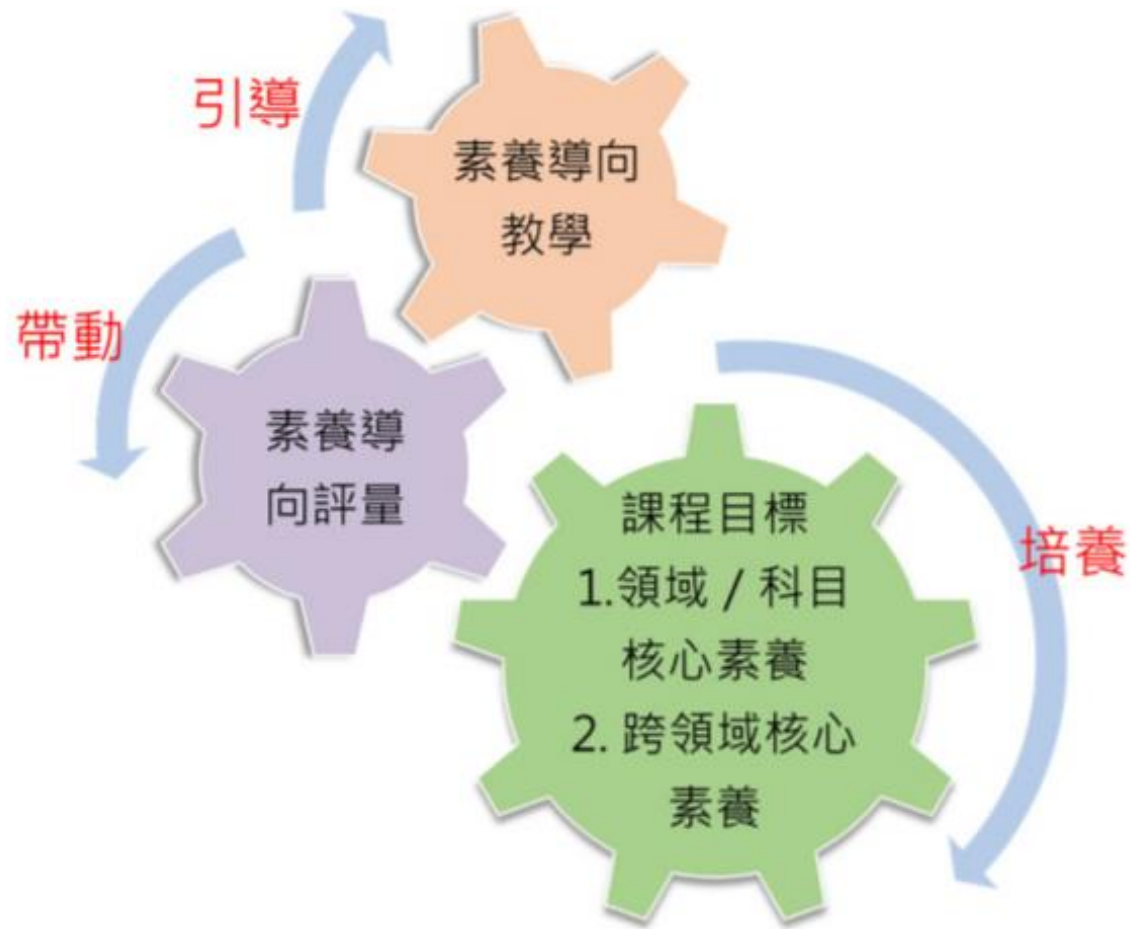 引導
素養導向
教學
帶動
素養導
向評量
課程目標
1.領域 / 科目
核心素養
2. 跨領域核心
素養
培養